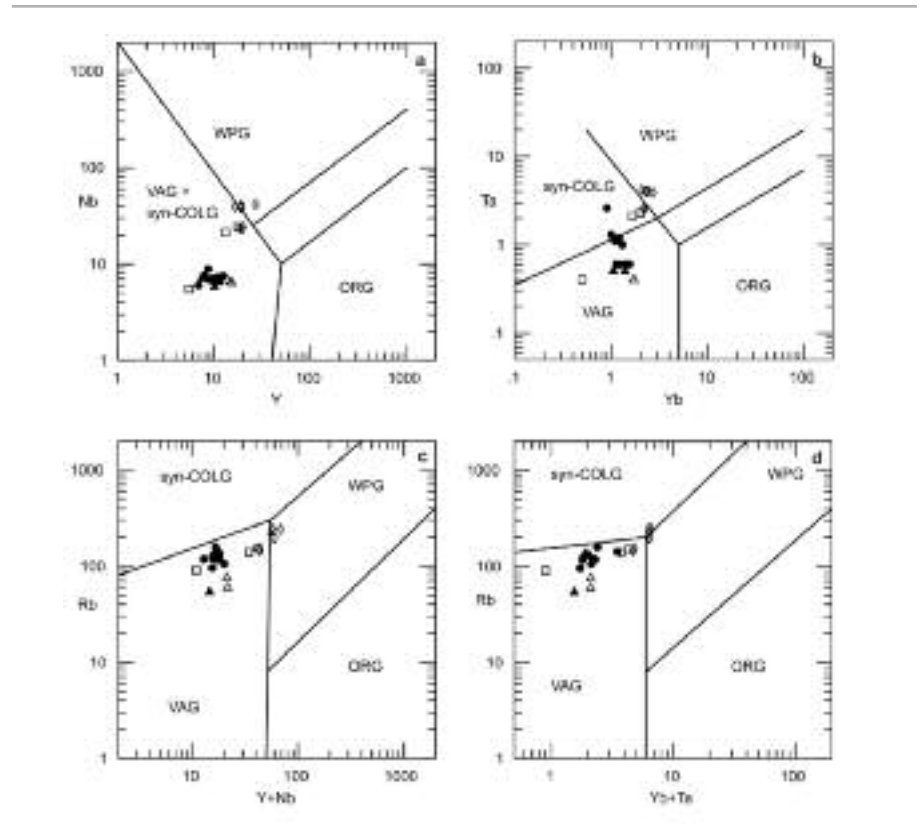 a
1000
100
10
1
Nb
WPG
VAG +
syn-COLG
ORG
1 10 100 1000
Y
b
100
10
1
.1
Ta
WPG
syn-COLG
VAG
ORG
.1 1 10 100
Yb
c
1000
100
10
1
Rb
syn-COLG
WPG
VAG
ORG
10 100 1000
Y+Nb
d
1000
100
10
1
Rb
syn-COLG
WPG
VAG
ORG
1 10 100
Yb+Ta